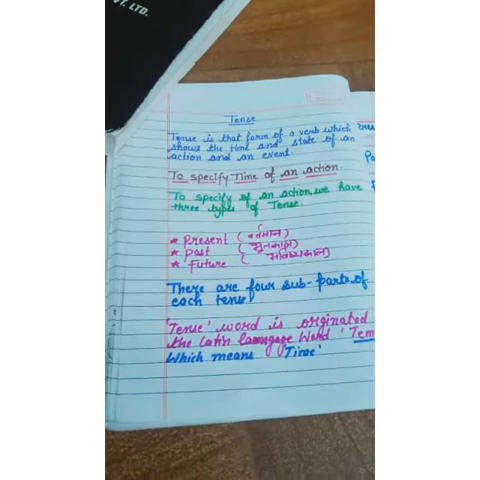 VT. LTD.
Tense
Tense is that form of a verb which
shows the time and state of an
action and an event.
To specify Time of an action.
To specify of an action, we have
three types of Tense.
* Present (वर्तमान)
* Past (भूतकाल)
* Future (भविष्यकाल)
There are four sub-parts of
each tense
'Tense' word is originated
the Latin Word 'Tem
Which means 'Time'